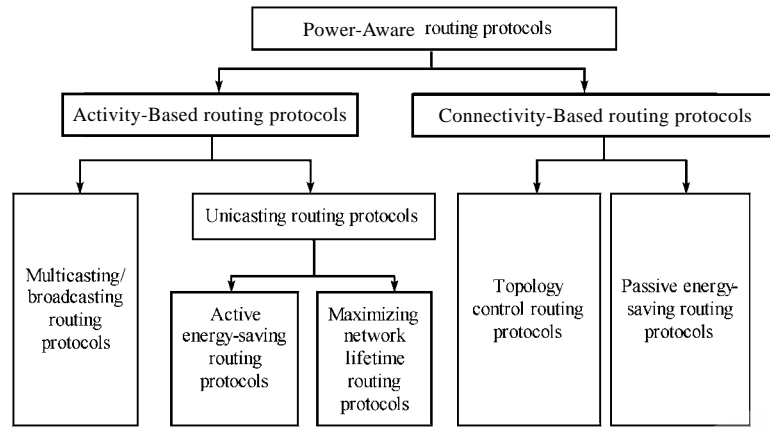 Power-Aware routing protocols
Activity-Based routing protocols
Connectivity-Based routing protocols
Multicasting/
broadcasting
routing
protocols
Unicasting routing protocols
Active
energy-saving
routing
protocols
Maximizing
network
lifetime
routing
protocols
Topology
control routing
protocols
Passive energy-
saving routing
protocols